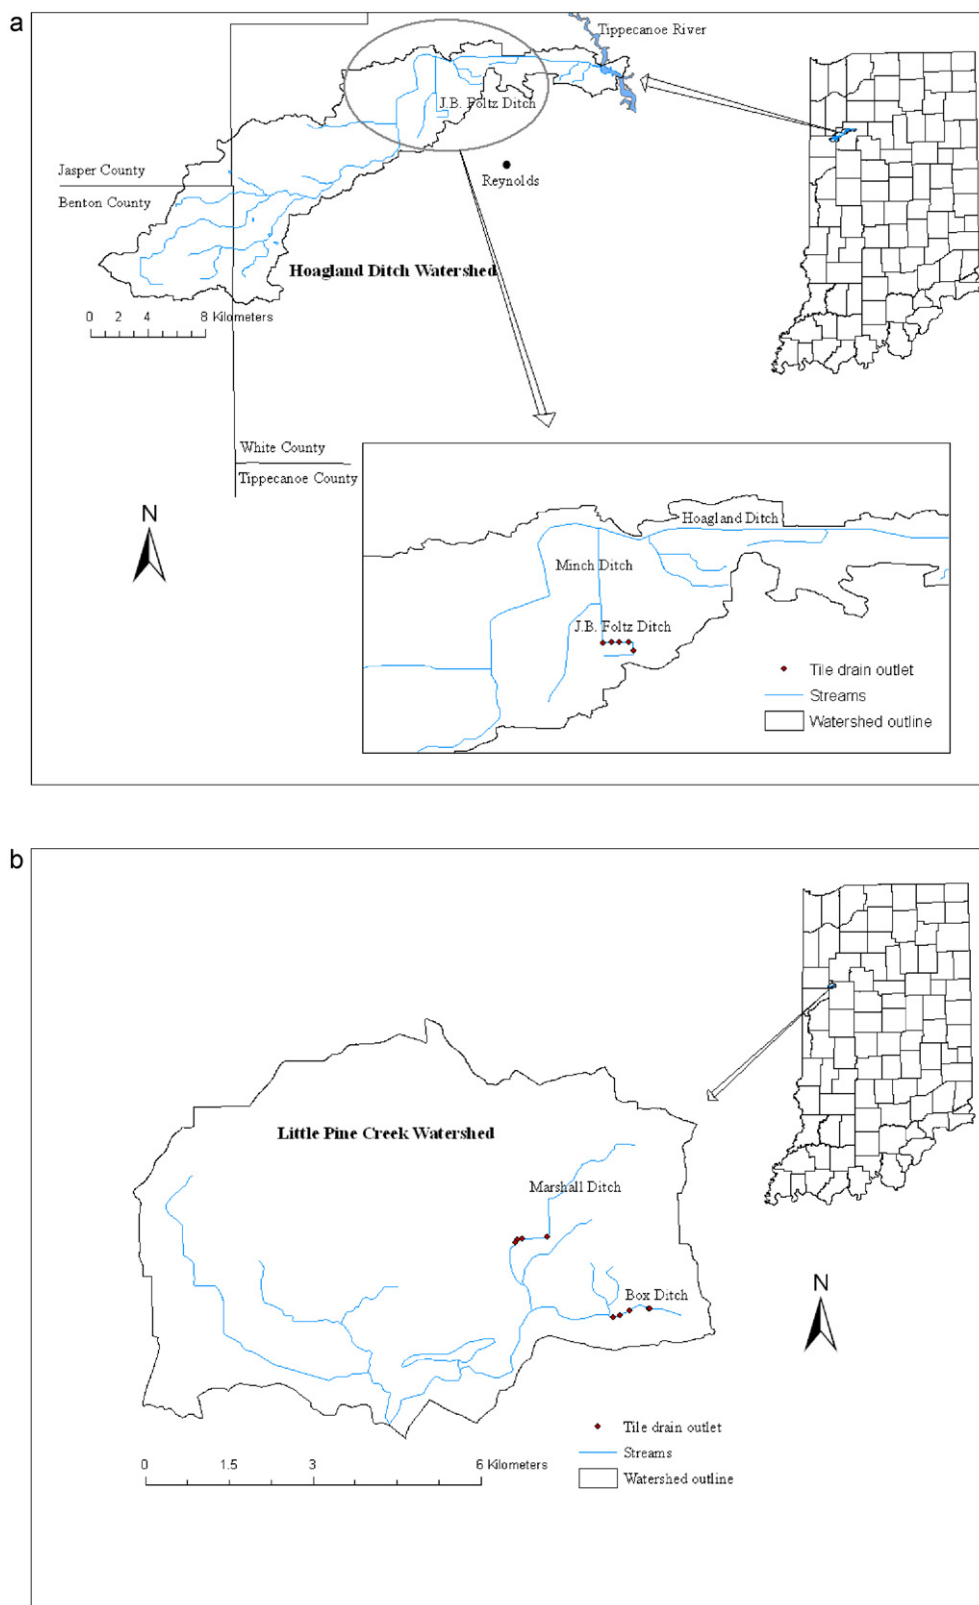 a
Tippecanoe River
J.B. Foltz Ditch
Jasper County
Benton County
Reynolds
Hoagland Ditch Watershed
0 2 4 8 Kilometers
White County
Tippecanoe County
N
Hoagland Ditch
Minch Ditch
J.B. Foltz Ditch
Tile drain outlet
Streams
Watershed outline
b
Little Pine Creek Watershed
Marshall Ditch
Box Ditch
N
Tile drain outlet
Streams
Watershed outline
0 1.5 3 6 Kilometers